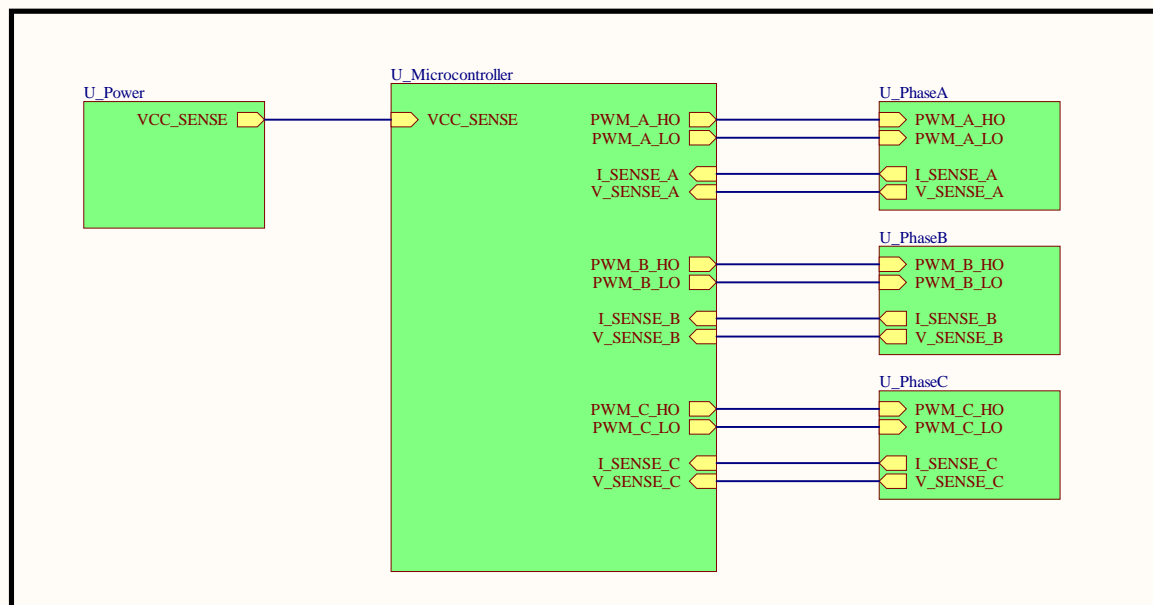 U_Power
VCC_SENSE
U_Microcontroller
VCC_SENSE
PWM_A_HO
PWM_A_LO
I_SENSE_A
V_SENSE_A
PWM_B_HO
PWM_B_LO
I_SENSE_B
V_SENSE_B
PWM_C_HO
PWM_C_LO
I_SENSE_C
V_SENSE_C
U_PhaseA
PWM_A_HO
PWM_A_LO
I_SENSE_A
V_SENSE_A
U_PhaseB
PWM_B_HO
PWM_B_LO
I_SENSE_B
V_SENSE_B
U_PhaseC
PWM_C_HO
PWM_C_LO
I_SENSE_C
V_SENSE_C